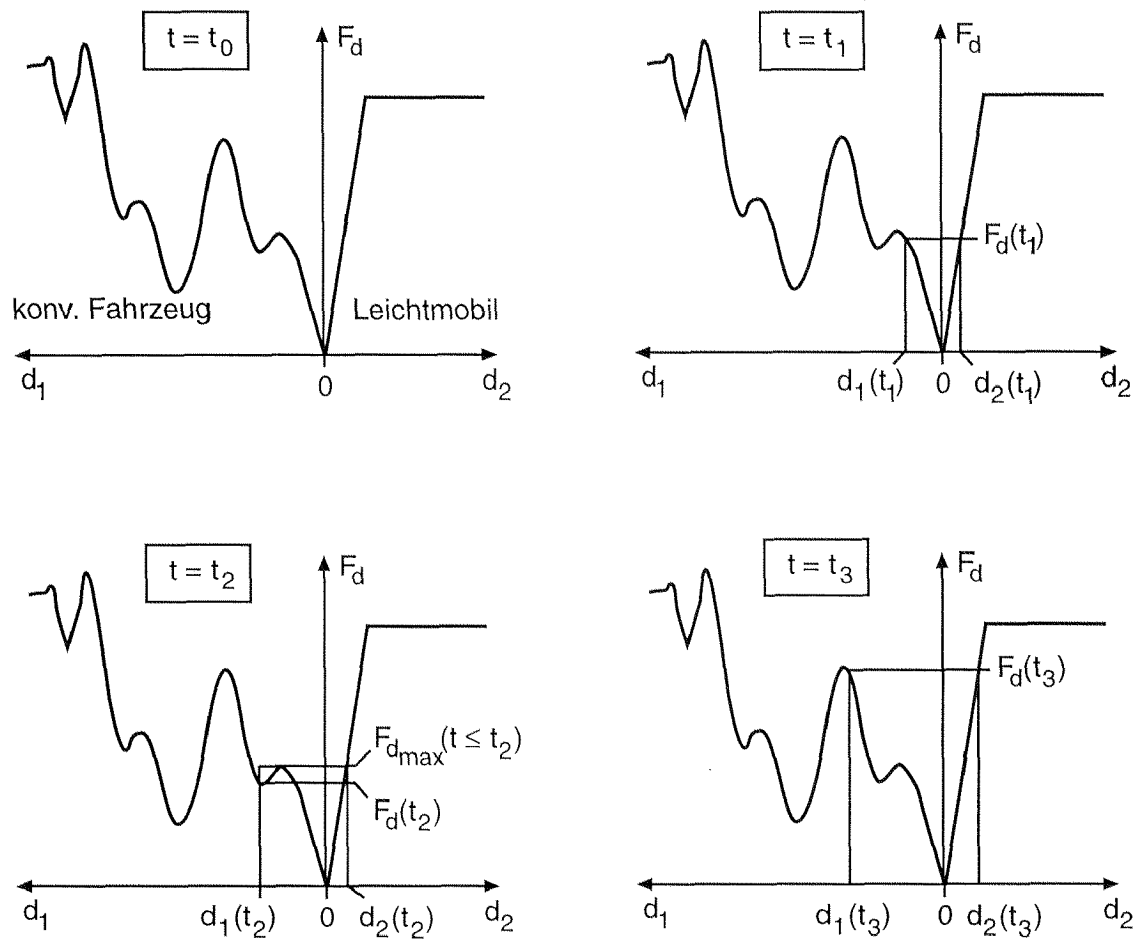 t = t0
Fd
konv. Fahrzeug
Leichtmobil
d1
0
d2
t = t1
Fd
Fd(t1)
d1
d1(t1)
0
d2(t1)
d2
t = t2
Fd
Fdmax(t ≤ t2)
Fd(t2)
d1
d1(t2)
0
d2(t2)
d2
t = t3
Fd
Fd(t3)
d1
d1(t3)
0
d2(t3)
d2